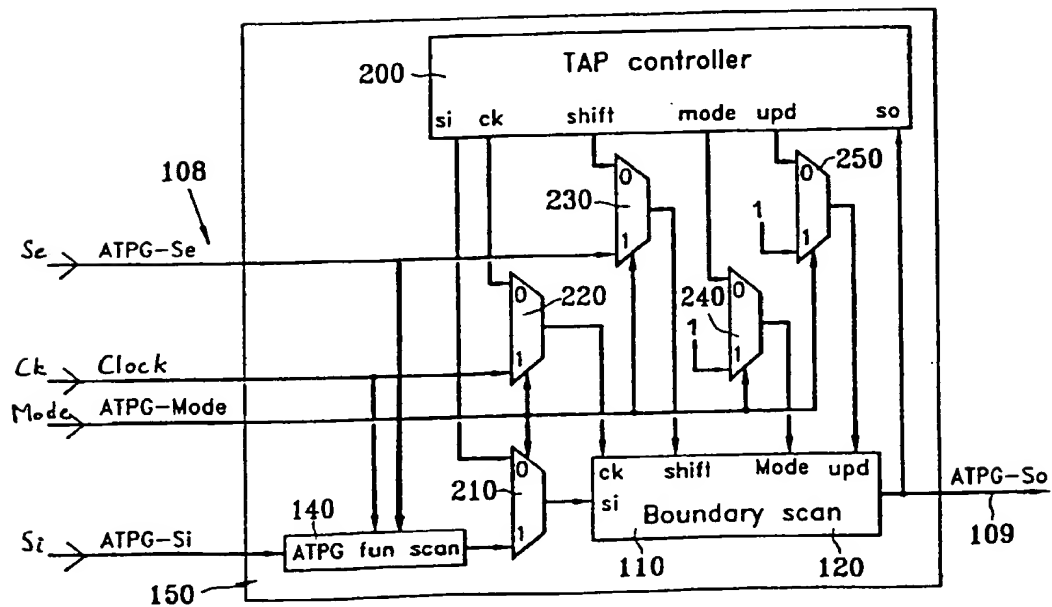 200
TAP controller
si ck shift mode upd so
108
0
230
1
0
250
1
1
Se ATPG-Se
0
220
1
0
240
1
1
Ck Clock
Mode ATPG-Mode
0
210
1
ck shift Mode upd
si
Boundary scan
ATPG-So
109
140
ATPG fun scan
Si ATPG-Si
110
120
150